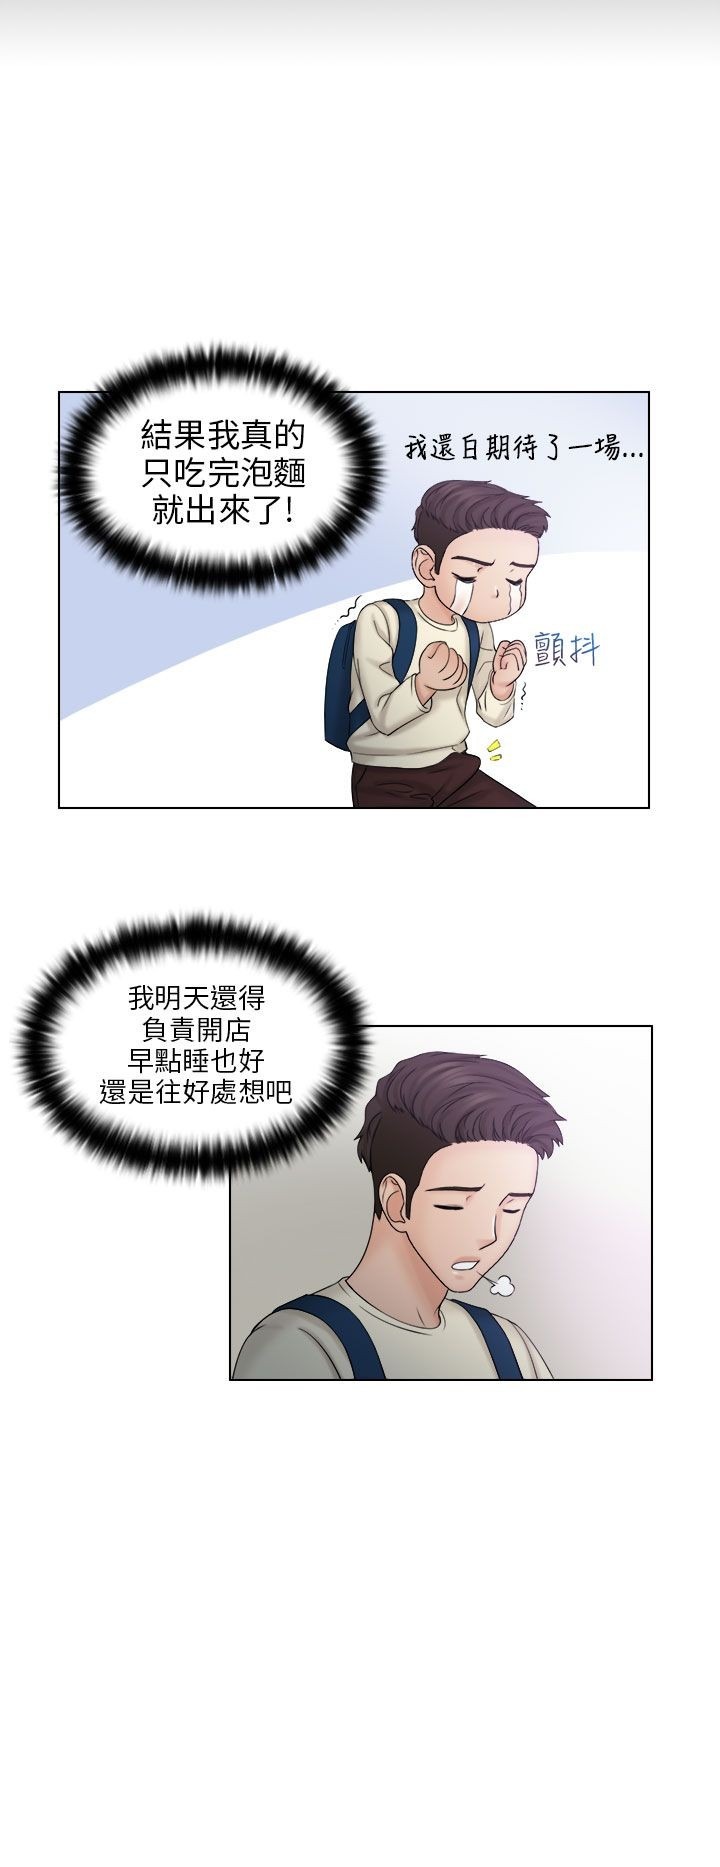 結果我真的
只吃完泡麵
就出來了!
我還白期待了一場...
顫抖
我明天還得
負責開店
早點睡也好
還是往好處想吧